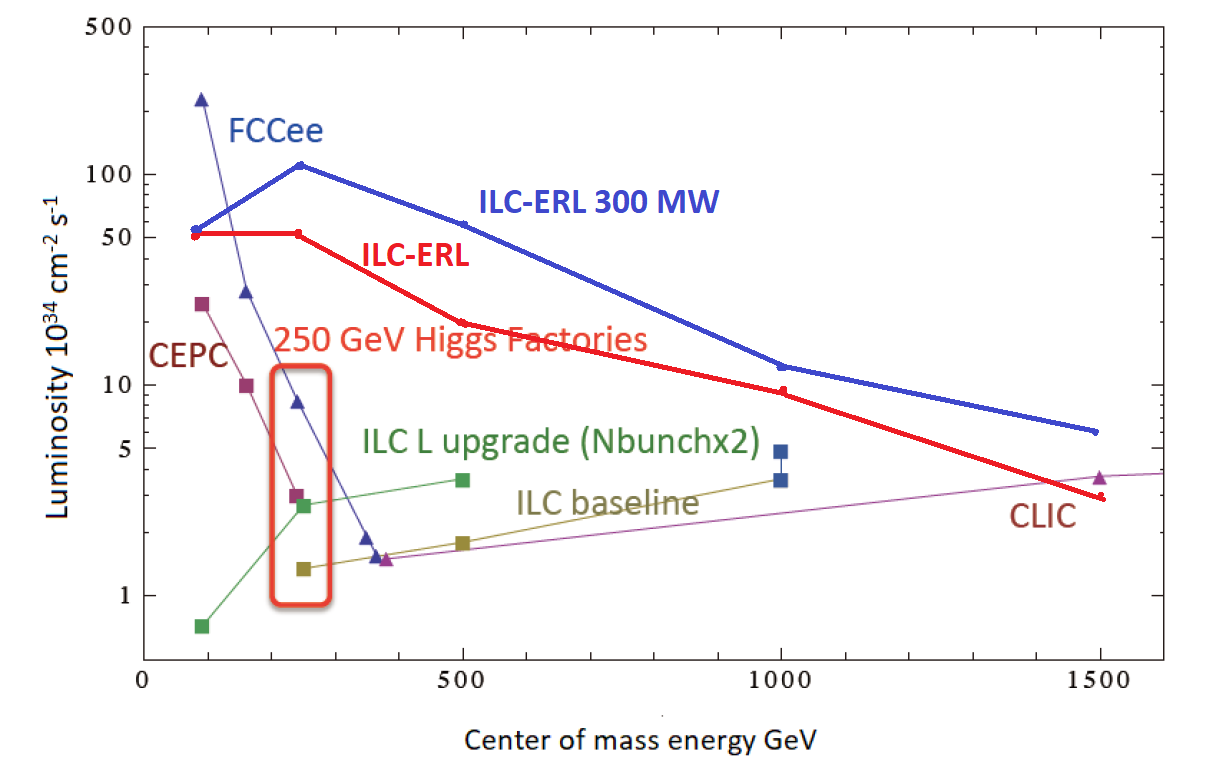 500
FCCee
100
ILC-ERL 300 MW
50
ILC-ERL
250 GeV Higgs Factories
CEPC
10
ILC L upgrade (Nbunchx2)
5
ILC baseline
CLIC
1
Luminosity 10³⁴ cm⁻² s⁻¹
0
500
1000
1500
Center of mass energy GeV